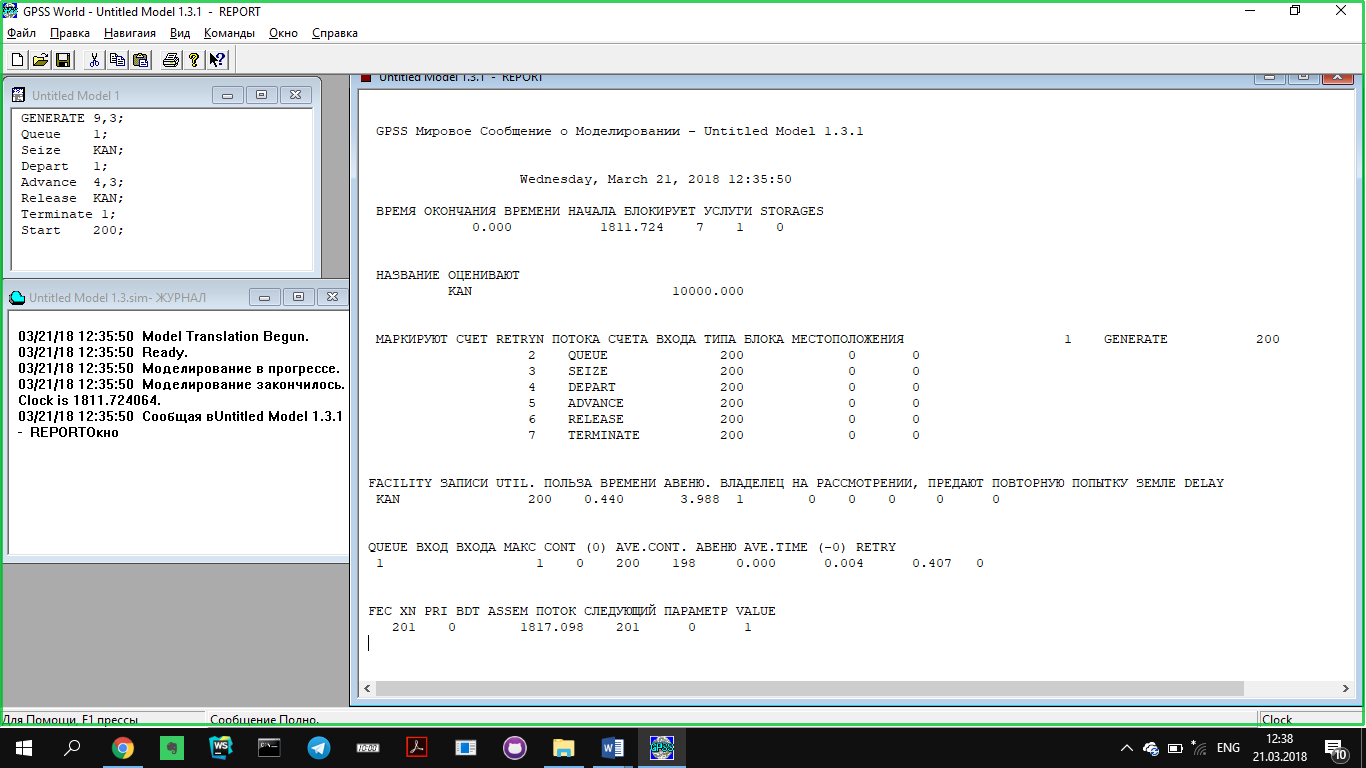 GPSS World - Untitled Model 1.3.1 - REPORT
Файл Правка Навигаия Вид Команды Окно Справка
Untitled Model 1
GENERATE 9,3;
Queue 1;
Seize KAN;
Depart 1;
Advance 4,3;
Release KAN;
Terminate 1;
Start 200;
Untitled Model 1.3.sim- ЖУРНАЛ
03/21/18 12:35:50 Model Translation Begun.
03/21/18 12:35:50 Ready.
03/21/18 12:35:50 Моделирование в прогрессе.
03/21/18 12:35:50 Моделирование закончилось.
Clock is 1811.724064.
03/21/18 12:35:50 Сообщая вUntitled Model 1.3.1
- REPORTОкно
Untitled Model 1.3.1 - REPORT
GPSS Мировое Сообщение о Моделировании - Untitled Model 1.3.1
Wednesday, March 21, 2018 12:35:50
ВРЕМЯ ОКОНЧАНИЯ ВРЕМЕНИ НАЧАЛА БЛОКИРУЕТ УСЛУГИ STORAGES
0.000 1811.724 7 1 0
НАЗВАНИЕ ОЦЕНИВАЮТ
KAN 10000.000
МАРКИРУЮТ СЧЕТ RETRYN ПОТОКА СЧЕТА ВХОДА ТИПА БЛОКА МЕСТОПОЛОЖЕНИЯ 1 GENERATE 200
2 QUEUE 200 0 0
3 SEIZE 200 0 0
4 DEPART 200 0 0
5 ADVANCE 200 0 0
6 RELEASE 200 0 0
7 TERMINATE 200 0 0
FACILITY ЗАПИСИ UTIL. ПОЛЬЗА ВРЕМЕНИ АВЕНЮ. ВЛАДЕЛЕЦ НА РАССМОТРЕНИИ, ПРЕДАЮТ ПОВТОРНУЮ ПОПЫТКУ ЗЕМЛЕ DELAY
KAN 200 0.440 3.988 1 0 0 0 0 0
QUEUE ВХОД ВХОДА МАКС CONT (0) AVE.CONT. АВЕНЮ AVE.TIME (-0) RETRY
1 1 0 200 198 0.000 0.004 0.407 0
FEC XN PRI BDT ASSEM ПОТОК СЛЕДУЮЩИЙ ПАРАМЕТР VALUE
201 0 1817.098 201 0 1
Для Помощи, F1 прессы
Сообщение Полно.
Clock
ENG
12:38
21.03.2018
10